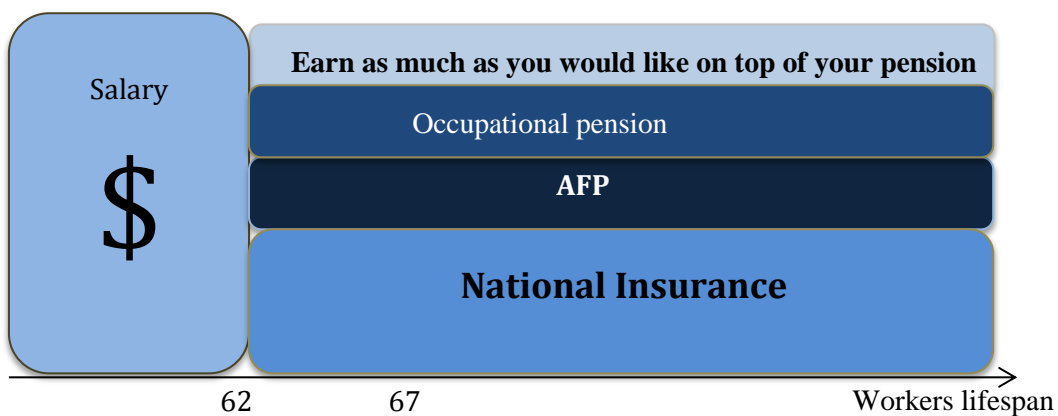 Earn as much as you would like on top of your pension
Salary
Occupational pension
$
AFP
National Insurance
62
67
Workers lifespan